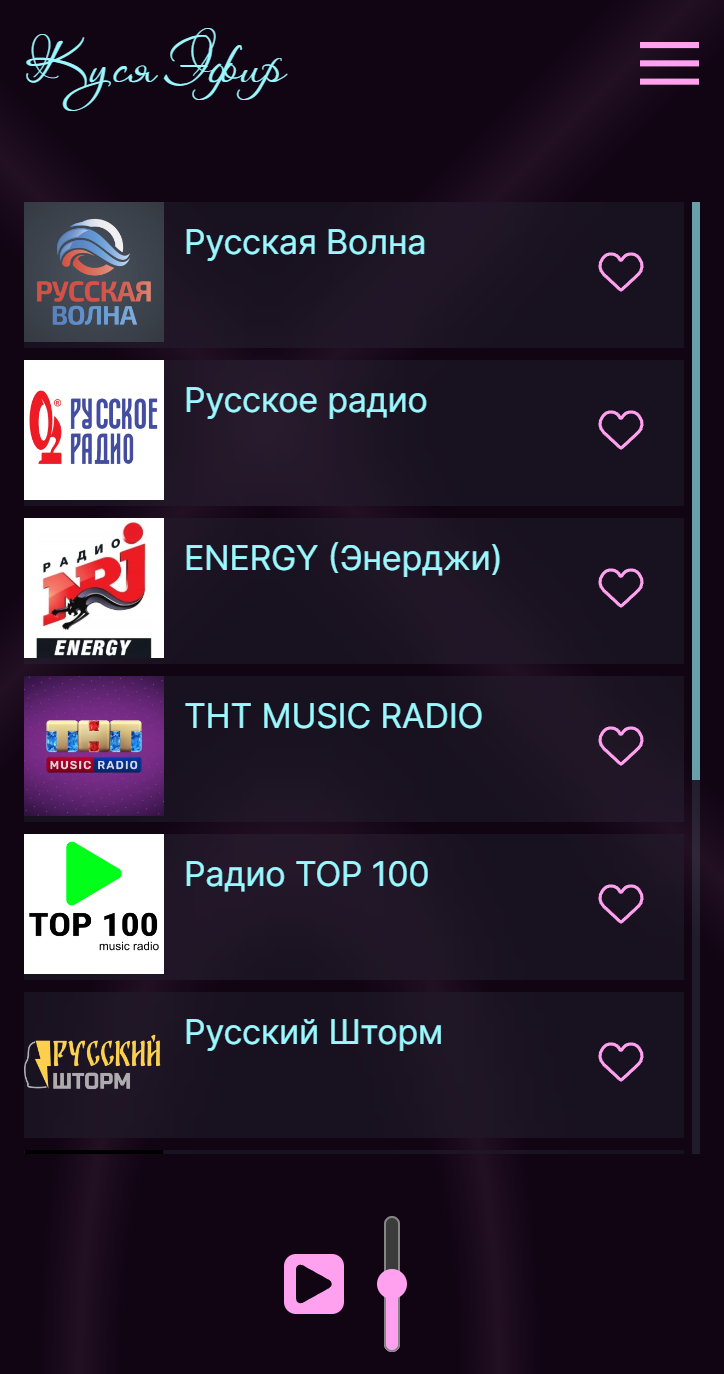 Куся Эфир
РУССКАЯ
ВОЛНА
Русская Волна
®
РУССКОЕ
РАДИО
Русское радио
РАДИО
NRJ
ENERGY
ENERGY (Энерджи)
ТНТ
MUSIC RADIO
ТНТ MUSIC RADIO
TOP 100
music radio
Радио TOP 100
РУССКИЙ
ШТОРМ
Русский Шторм